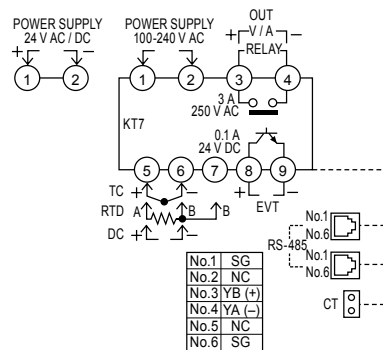 POWER SUPPLY
24 V AC / DC
+ −
1 2
POWER SUPPLY
100-240 V AC
1 2
OUT
+ V / A −
RELAY
3 4
3 A
250 V AC
KT7
0.1 A
24 V DC
5 6 7 8 9
TC + −
+ −
EVT
RTD A B B
DC + −
No.1
No.6
RS-485
No.1
No.6
CT
No.1 SG
No.2 NC
No.3 YB (+)
No.4 YA (−)
No.5 NC
No.6 SG